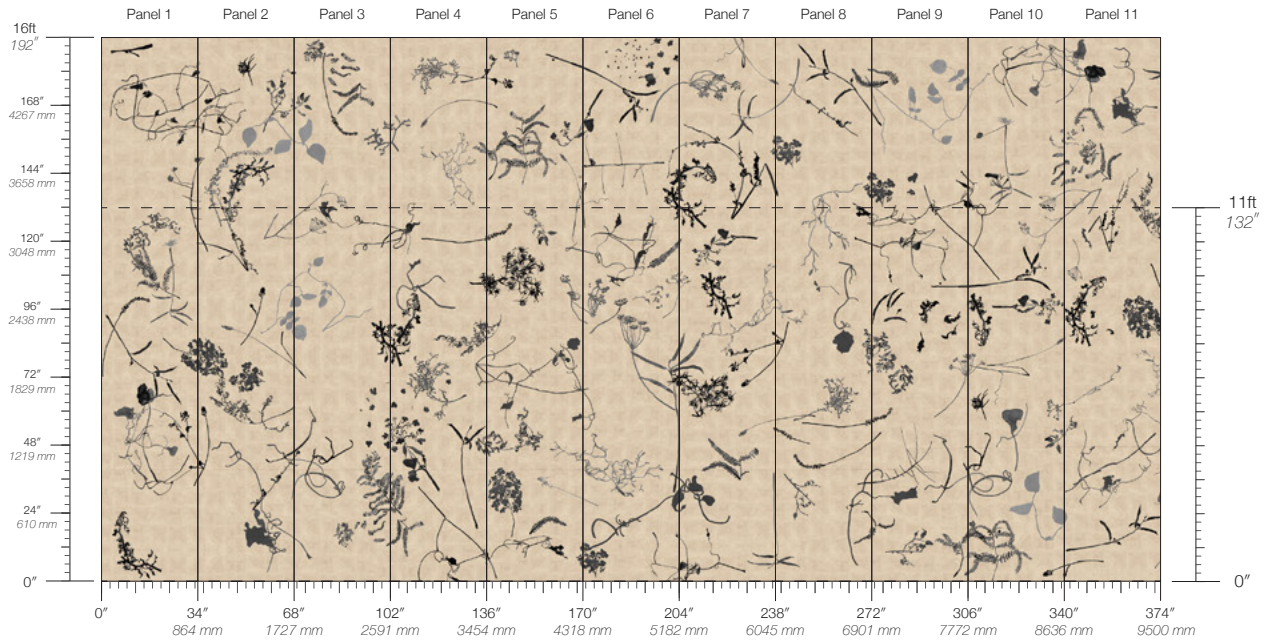 Panel 1 Panel 2 Panel 3 Panel 4 Panel 5 Panel 6 Panel 7 Panel 8 Panel 9 Panel 10 Panel 11
16ft
192″
168″
4267 mm
144″
3658 mm
11ft
132″
120″
3048 mm
96″
2438 mm
72″
1829 mm
48″
1219 mm
24″
610 mm
0″ 0″
0″ 34″ 68″ 102″ 136″ 170″ 204″ 238″ 272″ 306″ 340″ 374″
864 mm 1727 mm 2591 mm 3454 mm 4318 mm 5182 mm 6045 mm 6901 mm 7772 mm 8636 mm 9500 mm